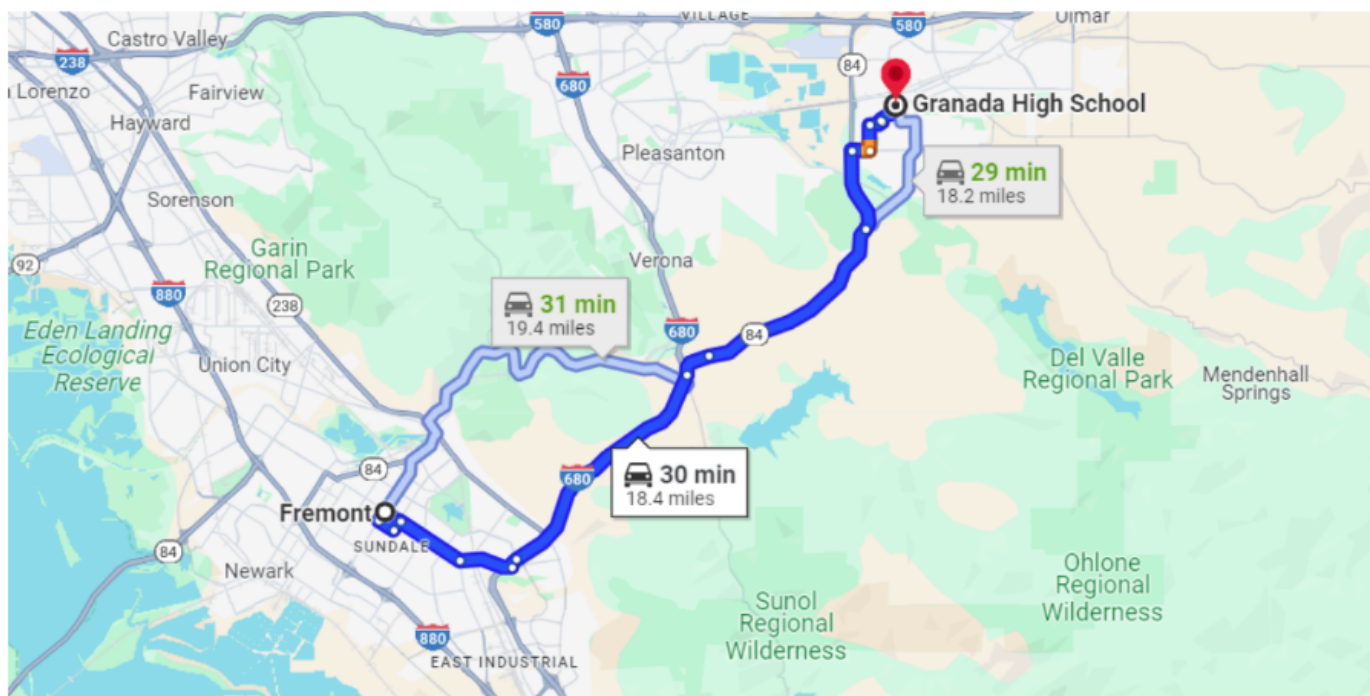 VILLAGE
580
580
Ulmar
Castro Valley
238
Lorenzo
Fairview
680
84
Granada High School
Hayward
Pleasanton
29 min
18.2 miles
Sorenson
Garin
Regional Park
92
Verona
880
238
31 min
19.4 miles
680
84
Eden Landing
Ecological
Reserve
Union City
Del Valle
Regional Park
Mendenhall
Springs
84
680
30 min
18.4 miles
Fremont
SUNDALE
84
Newark
Ohlone
Regional
Wilderness
Sunol
Regional
Wilderness
880
EAST INDUSTRIAL